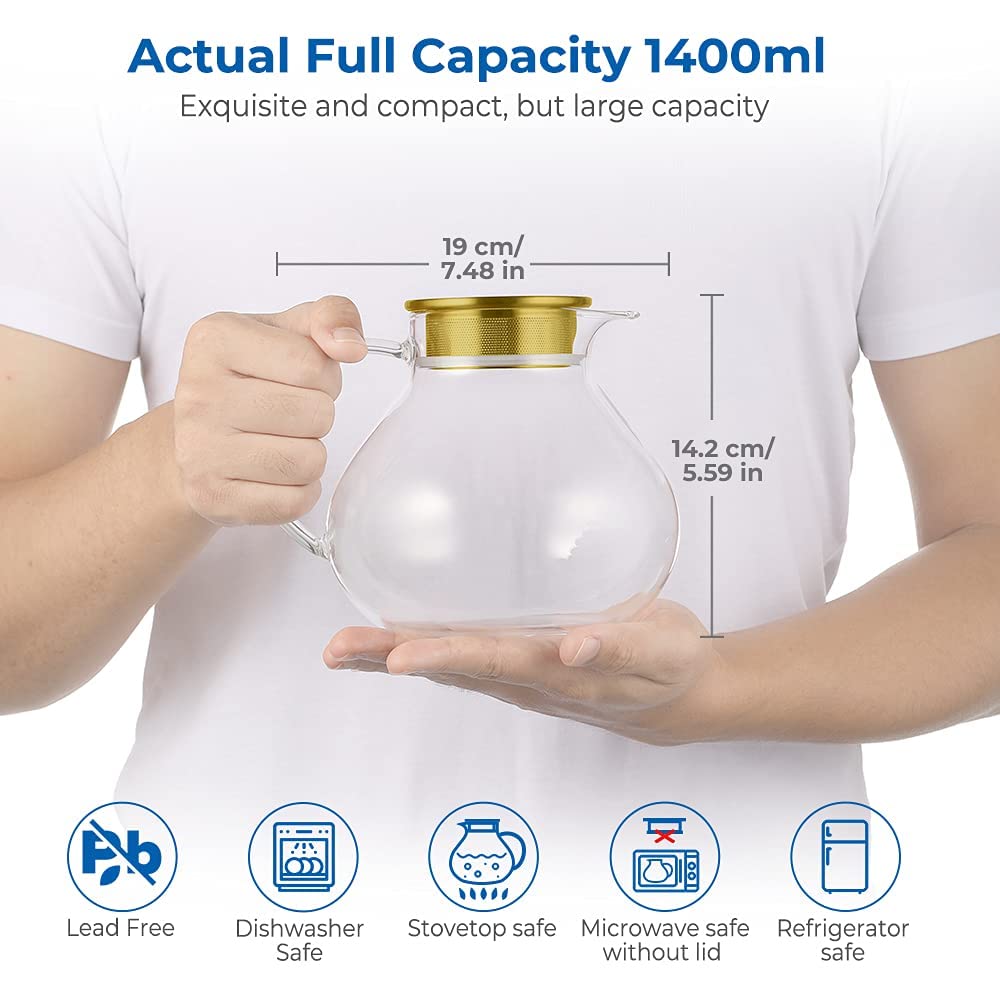 Actual Full Capacity 1400ml
Exquisite and compact, but large capacity
19 cm/
7.48 in
14.2 cm/
5.59 in
Pb
Lead Free
Dishwasher
Safe
Stovetop safe
Microwave safe
without lid
Refrigerator
safe